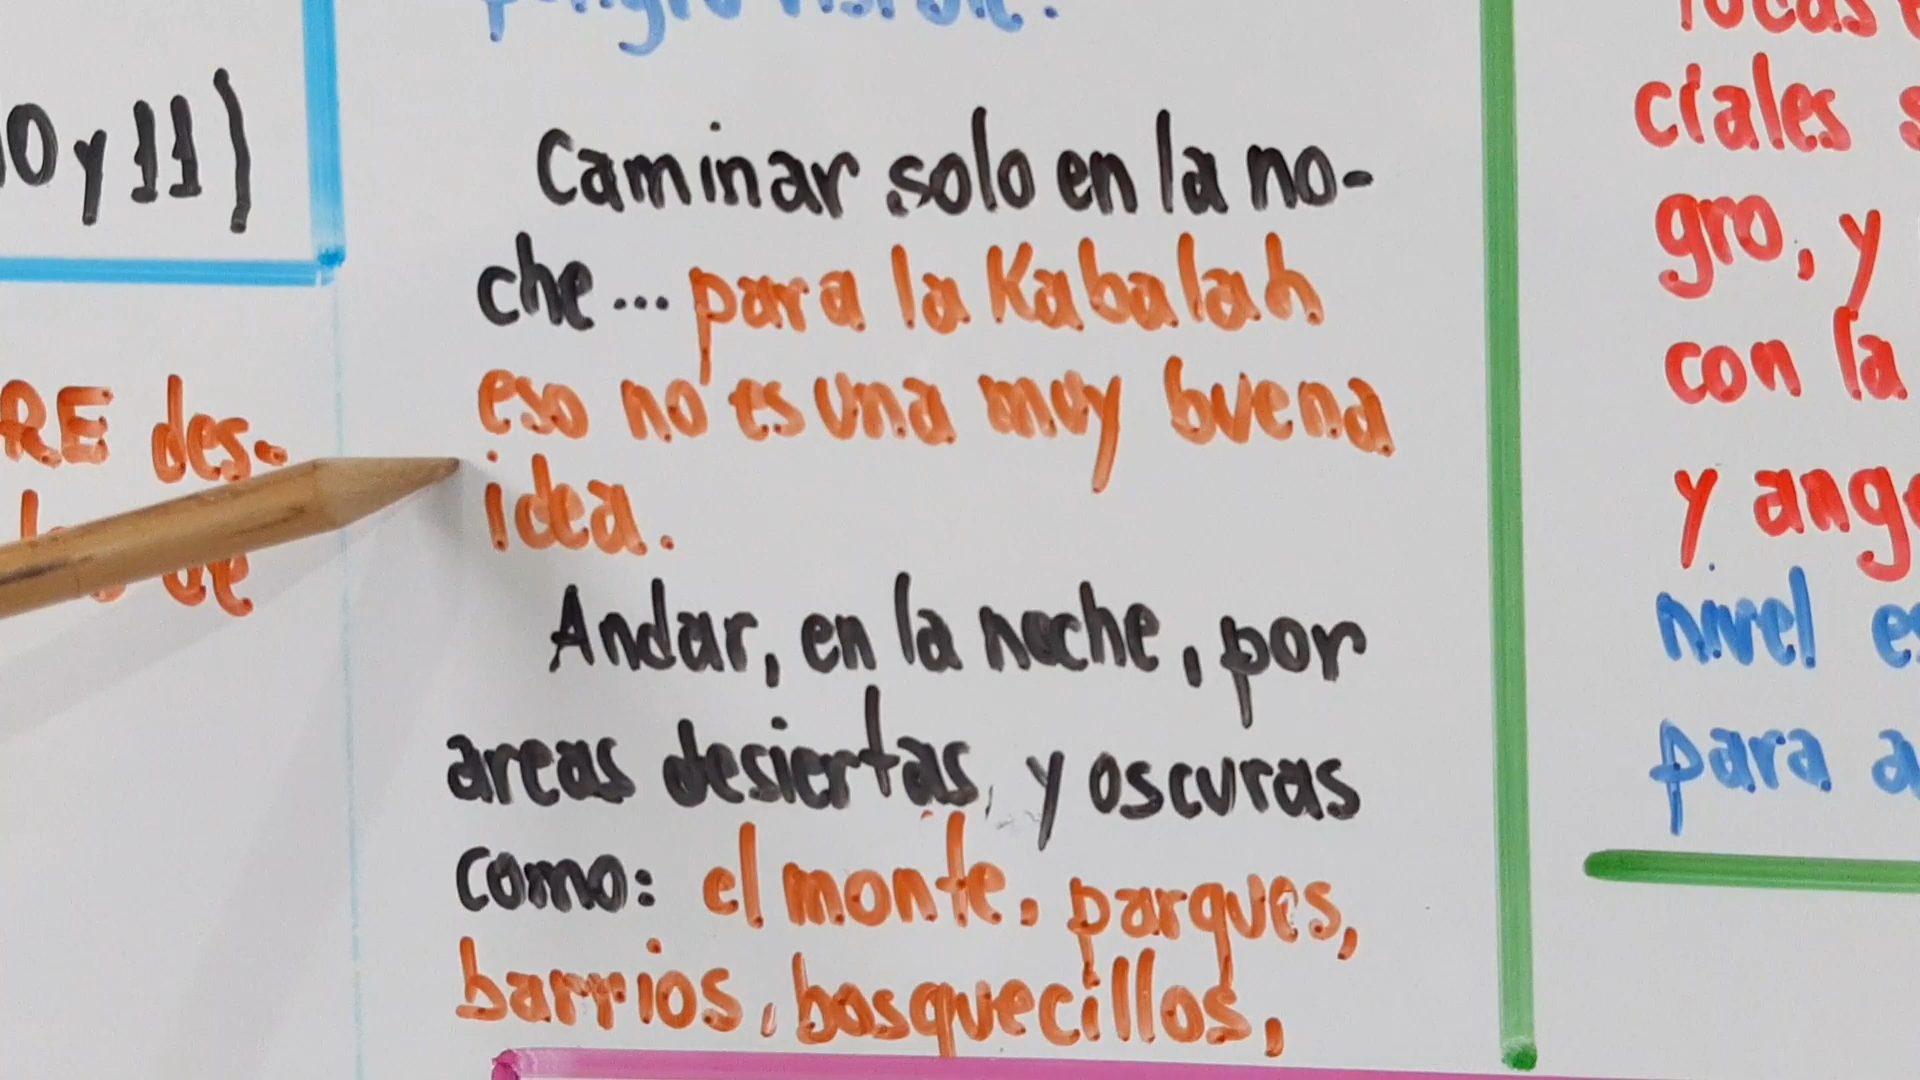 0 y 11)
RE des-
de
Caminar solo en la no-
che... para la Kabalah
eso no es una muy buena
idea.
Andar, en la noche, por
areas desiertas, y oscuras
como: el monte, parques,
barrios, bosquecillos,
ciales
gro, y
con la
y ang
nivel es
para a